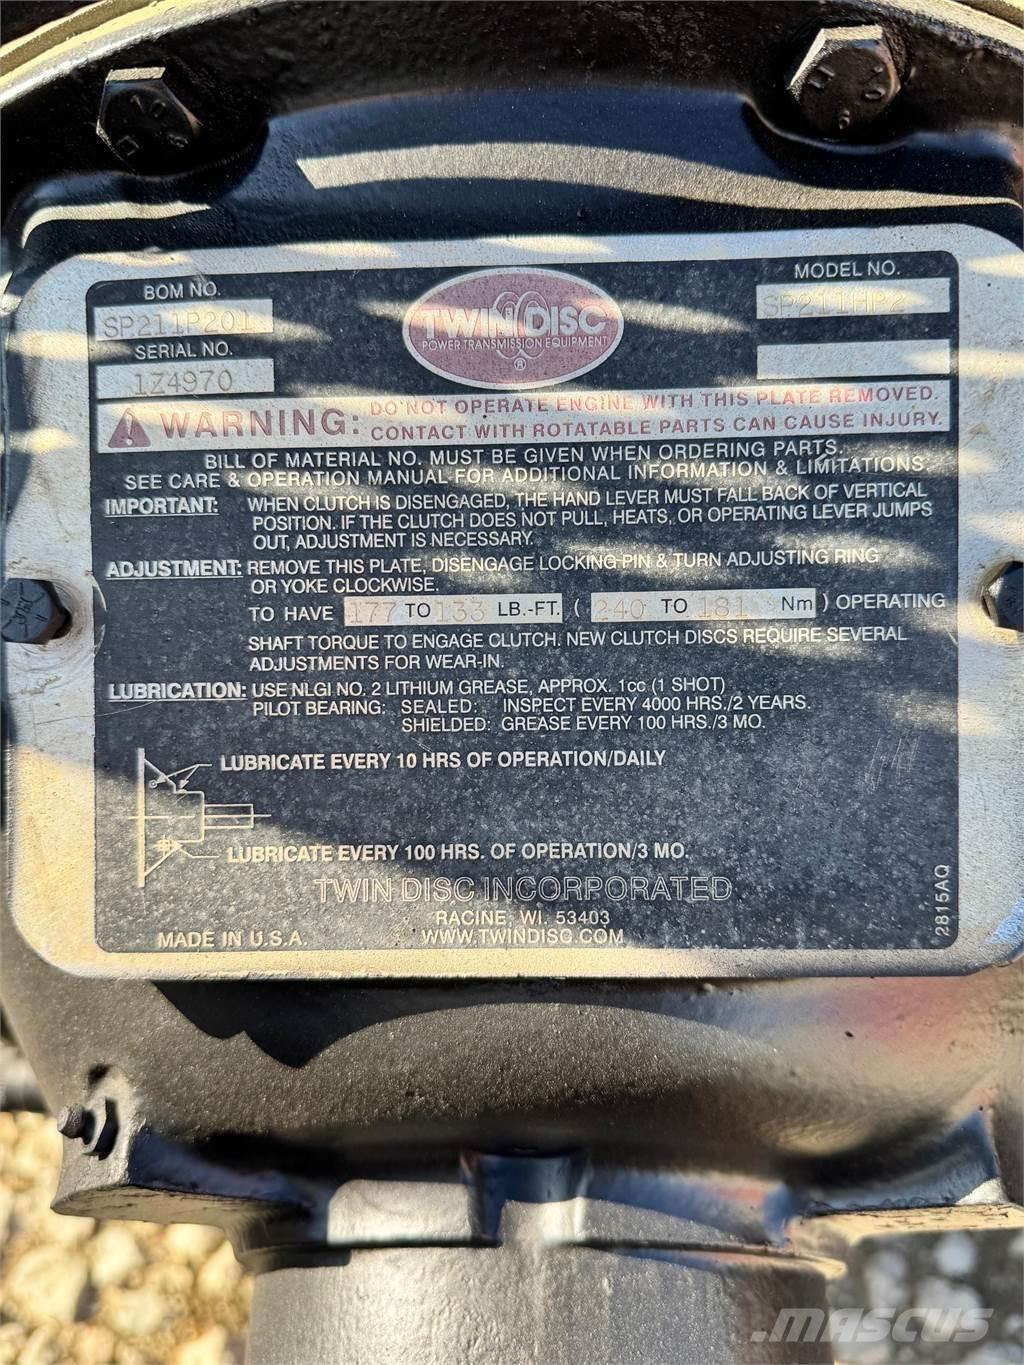 BOM NO.
SP211P201
SERIAL NO.
1Z4970
TWIN DISC
POWER TRANSMISSION EQUIPMENT
®
MODEL NO.
SP211HP2
WARNING: DO NOT OPERATE ENGINE WITH THIS PLATE REMOVED.
CONTACT WITH ROTATABLE PARTS CAN CAUSE INJURY.
BILL OF MATERIAL NO. MUST BE GIVEN WHEN ORDERING PARTS.
SEE CARE & OPERATION MANUAL FOR ADDITIONAL INFORMATION & LIMITATIONS.
IMPORTANT: WHEN CLUTCH IS DISENGAGED, THE HAND LEVER MUST FALL BACK OF VERTICAL
POSITION. IF THE CLUTCH DOES NOT PULL, HEATS, OR OPERATING LEVER JUMPS
OUT, ADJUSTMENT IS NECESSARY.
ADJUSTMENT: REMOVE THIS PLATE, DISENGAGE LOCKING PIN & TURN ADJUSTING RING
OR YOKE CLOCKWISE.
TO HAVE 177 TO 133 LB.-FT. ( 240 TO 181 Nm ) OPERATING
SHAFT TORQUE TO ENGAGE CLUTCH. NEW CLUTCH DISCS REQUIRE SEVERAL
ADJUSTMENTS FOR WEAR-IN.
LUBRICATION: USE NLGI NO. 2 LITHIUM GREASE, APPROX. 1cc (1 SHOT)
PILOT BEARING: SEALED: INSPECT EVERY 4000 HRS./2 YEARS.
SHIELDED: GREASE EVERY 100 HRS./3 MO.
LUBRICATE EVERY 10 HRS OF OPERATION/DAILY
LUBRICATE EVERY 100 HRS. OF OPERATION/3 MO.
TWIN DISC INCORPORATED
RACINE, WI. 53403
WWW.TWINDISC.COM
MADE IN U.S.A.
2815AQ
MASCUS